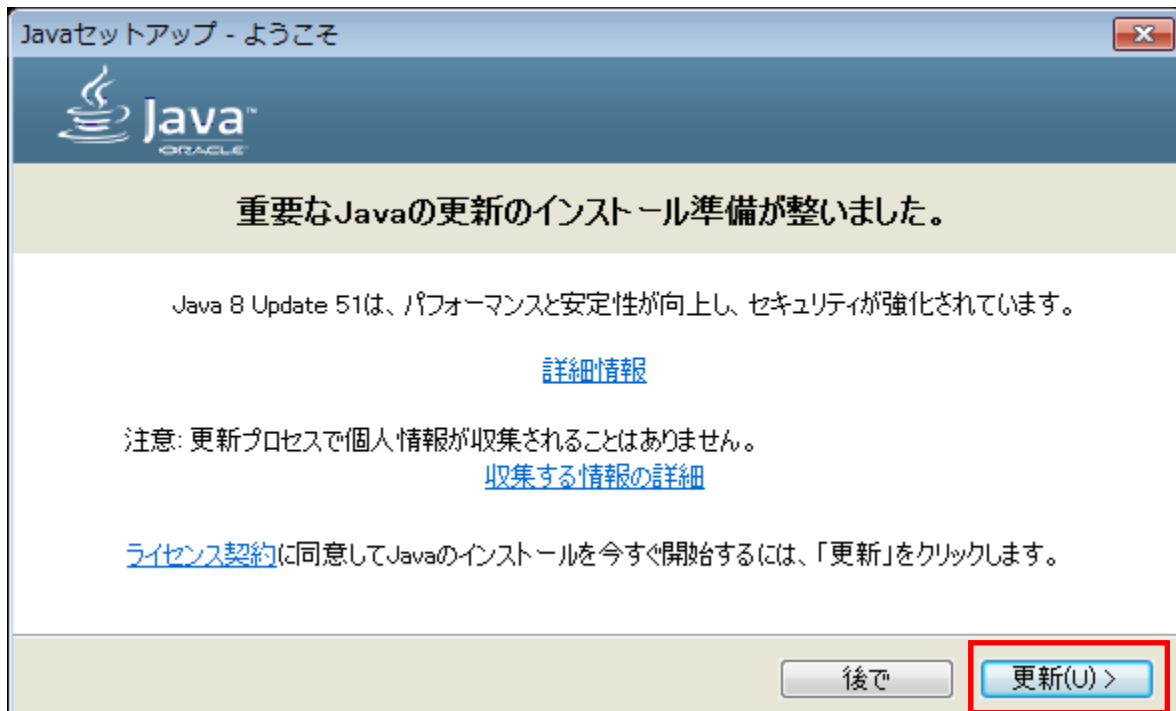 Javaセットアップ - ようこそ
Java™
ORACLE
重要なJavaの更新のインストール準備が整いました。
Java 8 Update 51は、パフォーマンスと安定性が向上し、セキュリティが強化されています。
詳細情報
注意: 更新プロセスで個人情報が収集されることはありません。
収集する情報の詳細
ライセンス契約に同意してJavaのインストールを今すぐ開始するには、「更新」をクリックします。
後で
更新(U) >